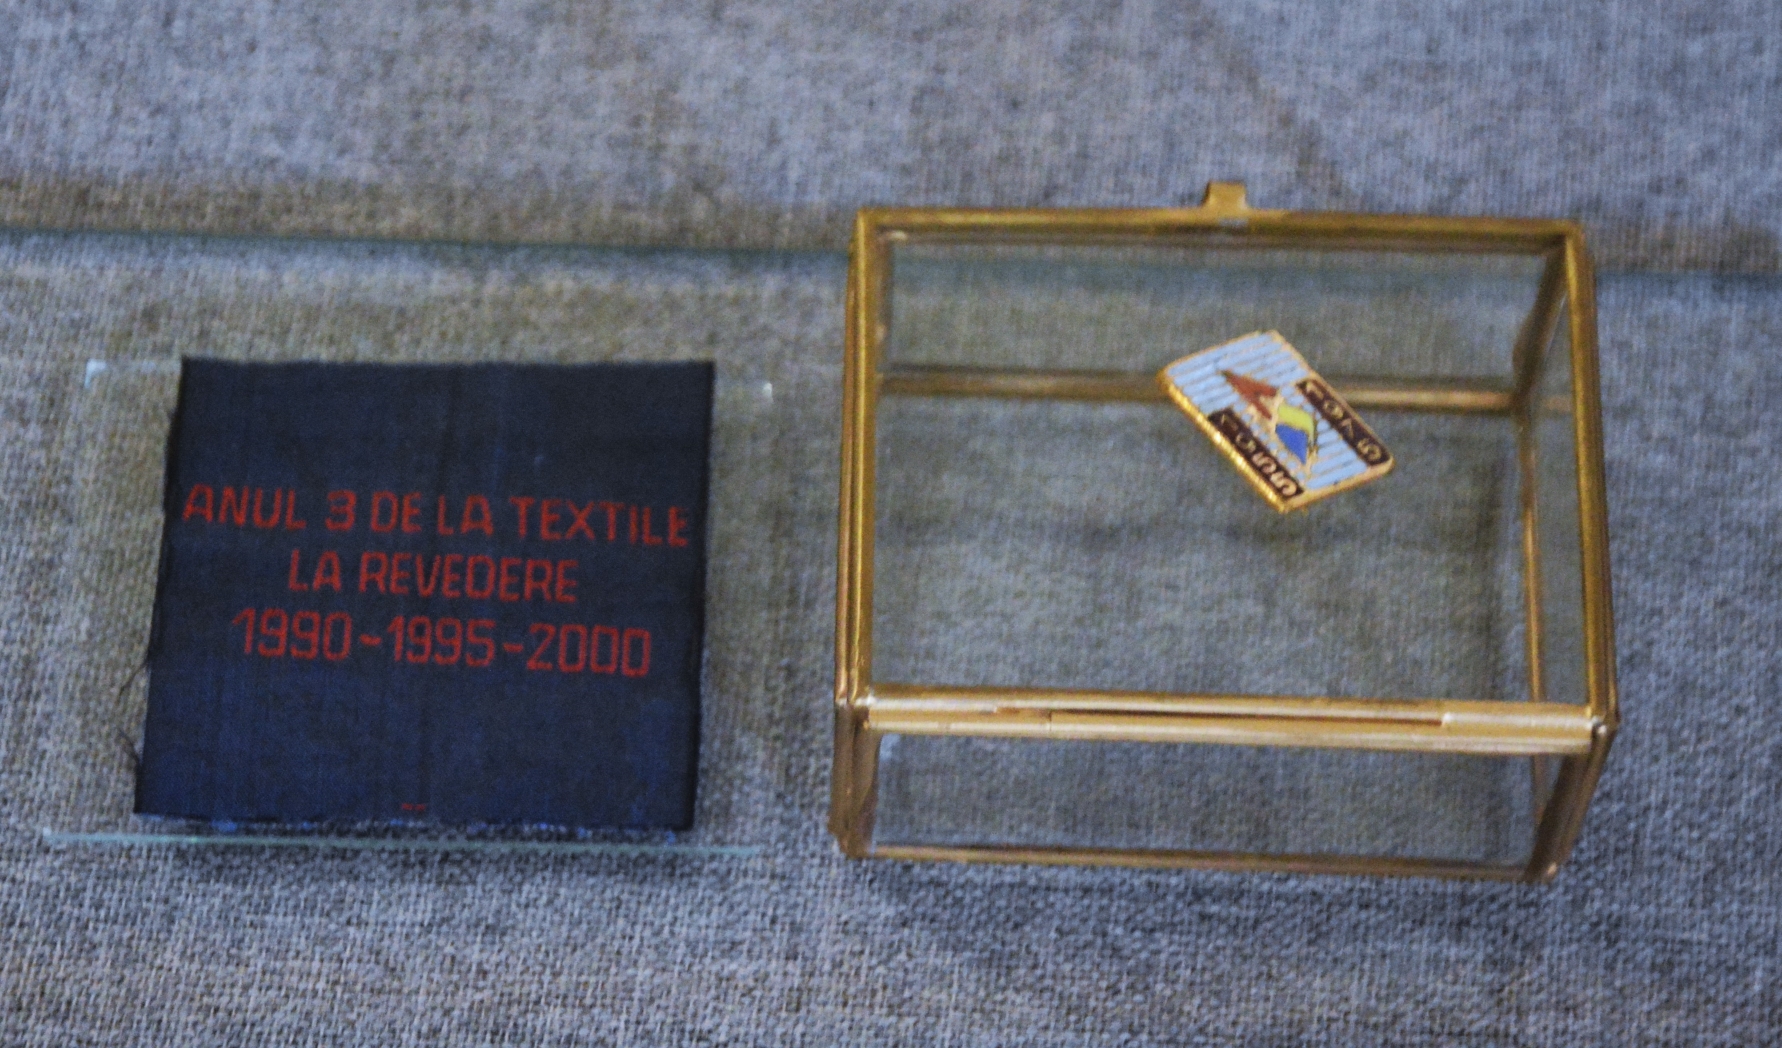 ANUL 3 DE LA TEXTILE
LA REVEDERE
1990-1995-2000